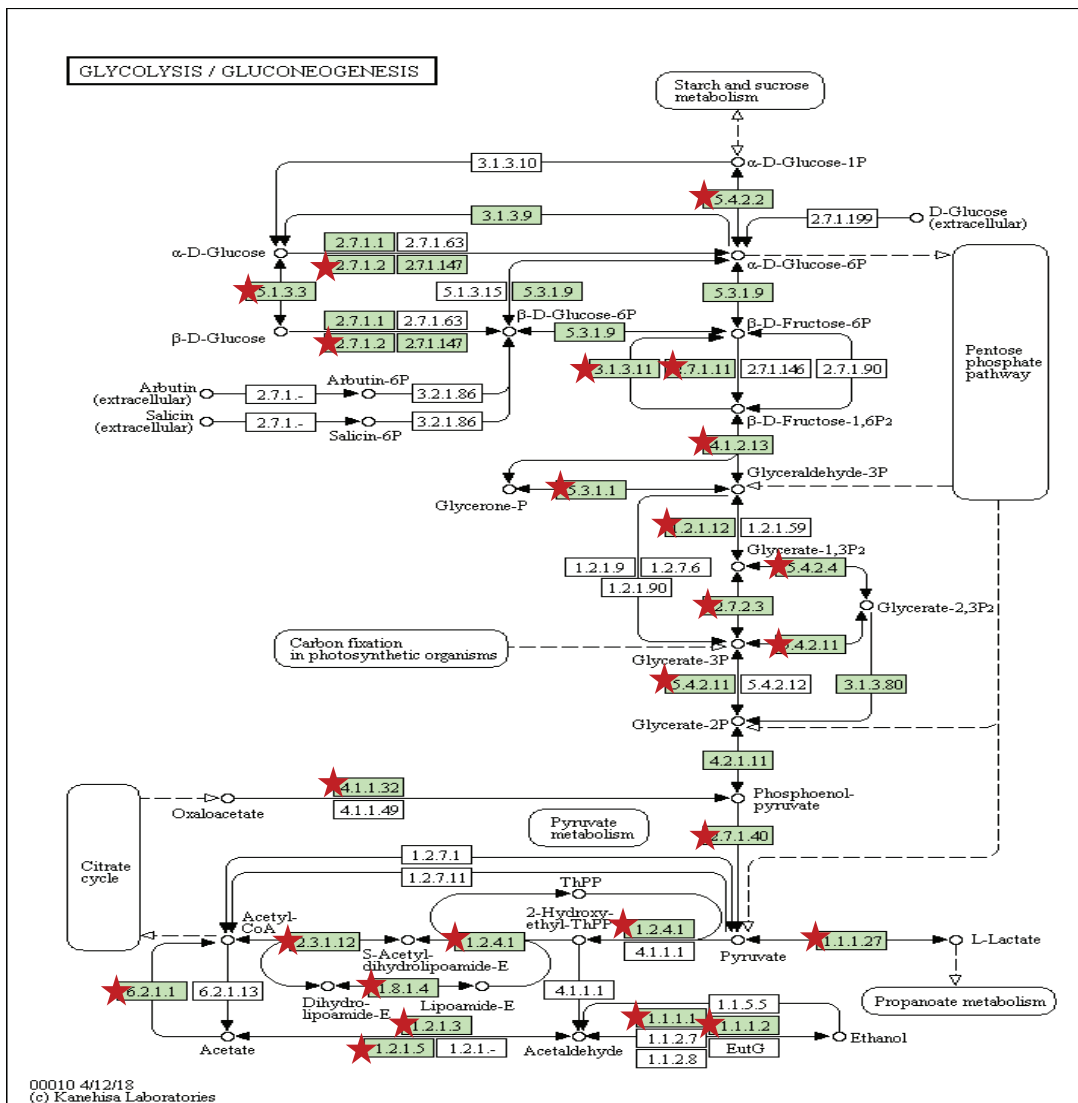 GLYCOLYSIS / GLUCONEOGENESIS
Starch and sucrose
metabolism
3.1.3.10
α-D-Glucose-1P
5.4.2.2
3.1.3.9
2.7.1.199
D-Glucose
(extracellular)
2.7.1.1
2.7.1.63
α-D-Glucose
α-D-Glucose-6P
2.7.1.2
2.7.1.147
5.1.3.3
5.1.3.15
5.3.1.9
5.3.1.9
2.7.1.1
2.7.1.63
β-D-Glucose-6P
β-D-Fructose-6P
β-D-Glucose
2.7.1.2
2.7.1.147
5.3.1.9
Pentose
phosphate
pathway
3.1.3.11
2.7.1.11
2.7.1.146
2.7.1.90
Arbutin
(extracellular)
2.7.1.-
Arbutin-6P
3.2.1.86
Salicin
(extracellular)
2.7.1.-
Salicin-6P
3.2.1.86
β-D-Fructose-1,6P2
4.1.2.13
Glyceraldehyde-3P
Glycerone-P
5.3.1.1
1.2.1.12
1.2.1.59
Glycerate-1,3P2
1.2.1.9
1.2.7.6
1.2.1.90
5.4.2.4
2.7.2.3
Glycerate-2,3P2
Carbon fixation
in photosynthetic organisms
5.4.2.11
Glycerate-3P
5.4.2.11
5.4.2.12
3.1.3.80
Glycerate-2P
4.2.1.11
4.1.1.32
Oxaloacetate
4.1.1.49
Phosphoenol-
pyruvate
Pyruvate
metabolism
2.7.1.40
Citrate
cycle
1.2.7.1
1.2.7.11
ThPP
Acetyl-
CoA
2-Hydroxy-
ethyl-ThPP
2.3.1.12
1.2.4.1
1.2.4.1
1.1.1.27
L-Lactate
S-Acetyl-
dihydrolipoamide-E
4.1.1.1
Pyruvate
6.2.1.1
6.2.1.13
1.8.1.4
Dihydro-
lipoamide-E
Lipoamide-E
4.1.1.1
Propanoate metabolism
1.1.5.5
1.2.1.3
1.1.1.1
1.1.1.2
Acetate
1.2.1.5
1.2.1.-
Acetaldehyde
1.1.2.7
EutG
Ethanol
1.1.2.8
00010 4/12/18
(c) Kanehisa Laboratories